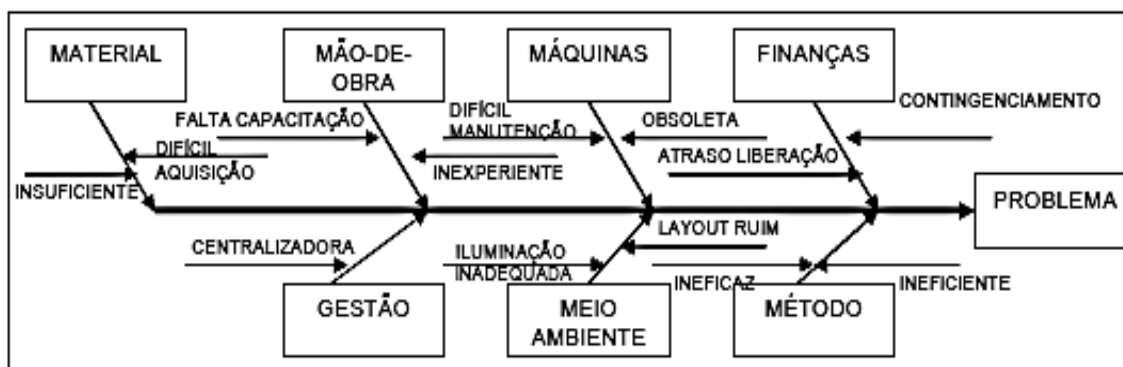 MATERIAL
MÃO-DE-
OBRA
MÁQUINAS
FINANÇAS
FALTA CAPACITAÇÃO
DIFÍCIL
MANUTENÇÃO
OBSOLETA
CONTINGENCIAMENTO
DIFÍCIL
AQUISIÇÃO
INSUFICIENTE
INEXPERIENTE
ATRASO LIBERAÇÃO
PROBLEMA
CENTRALIZADORA
ILUMINAÇÃO
INADEQUADA
LAYOUT RUIM
INEFICAZ
INEFICIENTE
GESTÃO
MEIO
AMBIENTE
MÉTODO